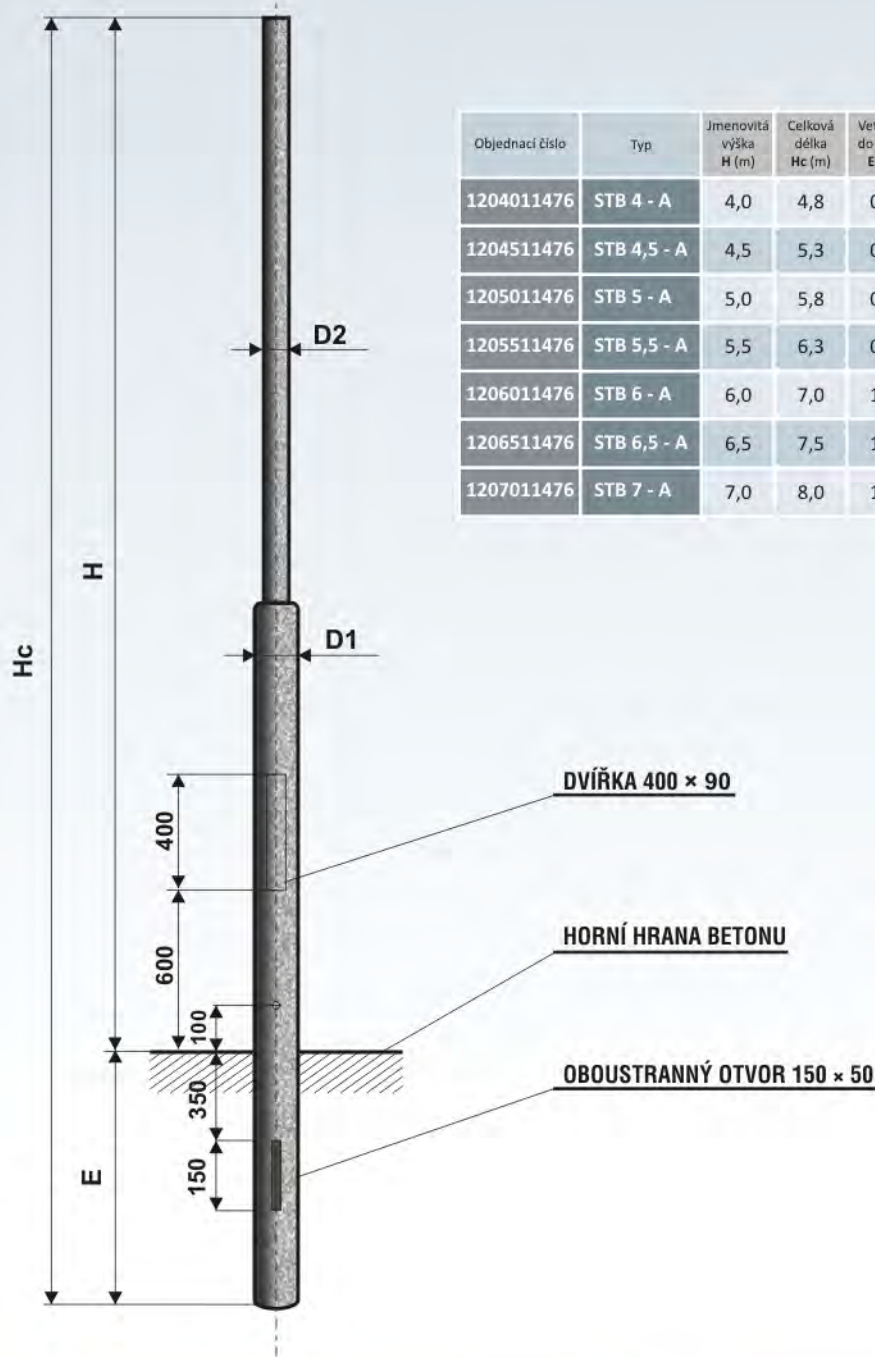 Objednací číslo Typ Jmenovitá výška H (m) Celková délka Hc (m)
1204011476 STB 4 - A 4,0 4,8
1204511476 STB 4,5 - A 4,5 5,3
1205011476 STB 5 - A 5,0 5,8
1205511476 STB 5,5 - A 5,5 6,3
1206011476 STB 6 - A 6,0 7,0
1206511476 STB 6,5 - A 6,5 7,5
1207011476 STB 7 - A 7,0 8,0
D2
H
D1
Hc
DVÍŘKA 400 × 90
400
HORNÍ HRANA BETONU
600
100
OBOUSTRANNÝ OTVOR 150 × 50
350
150
E